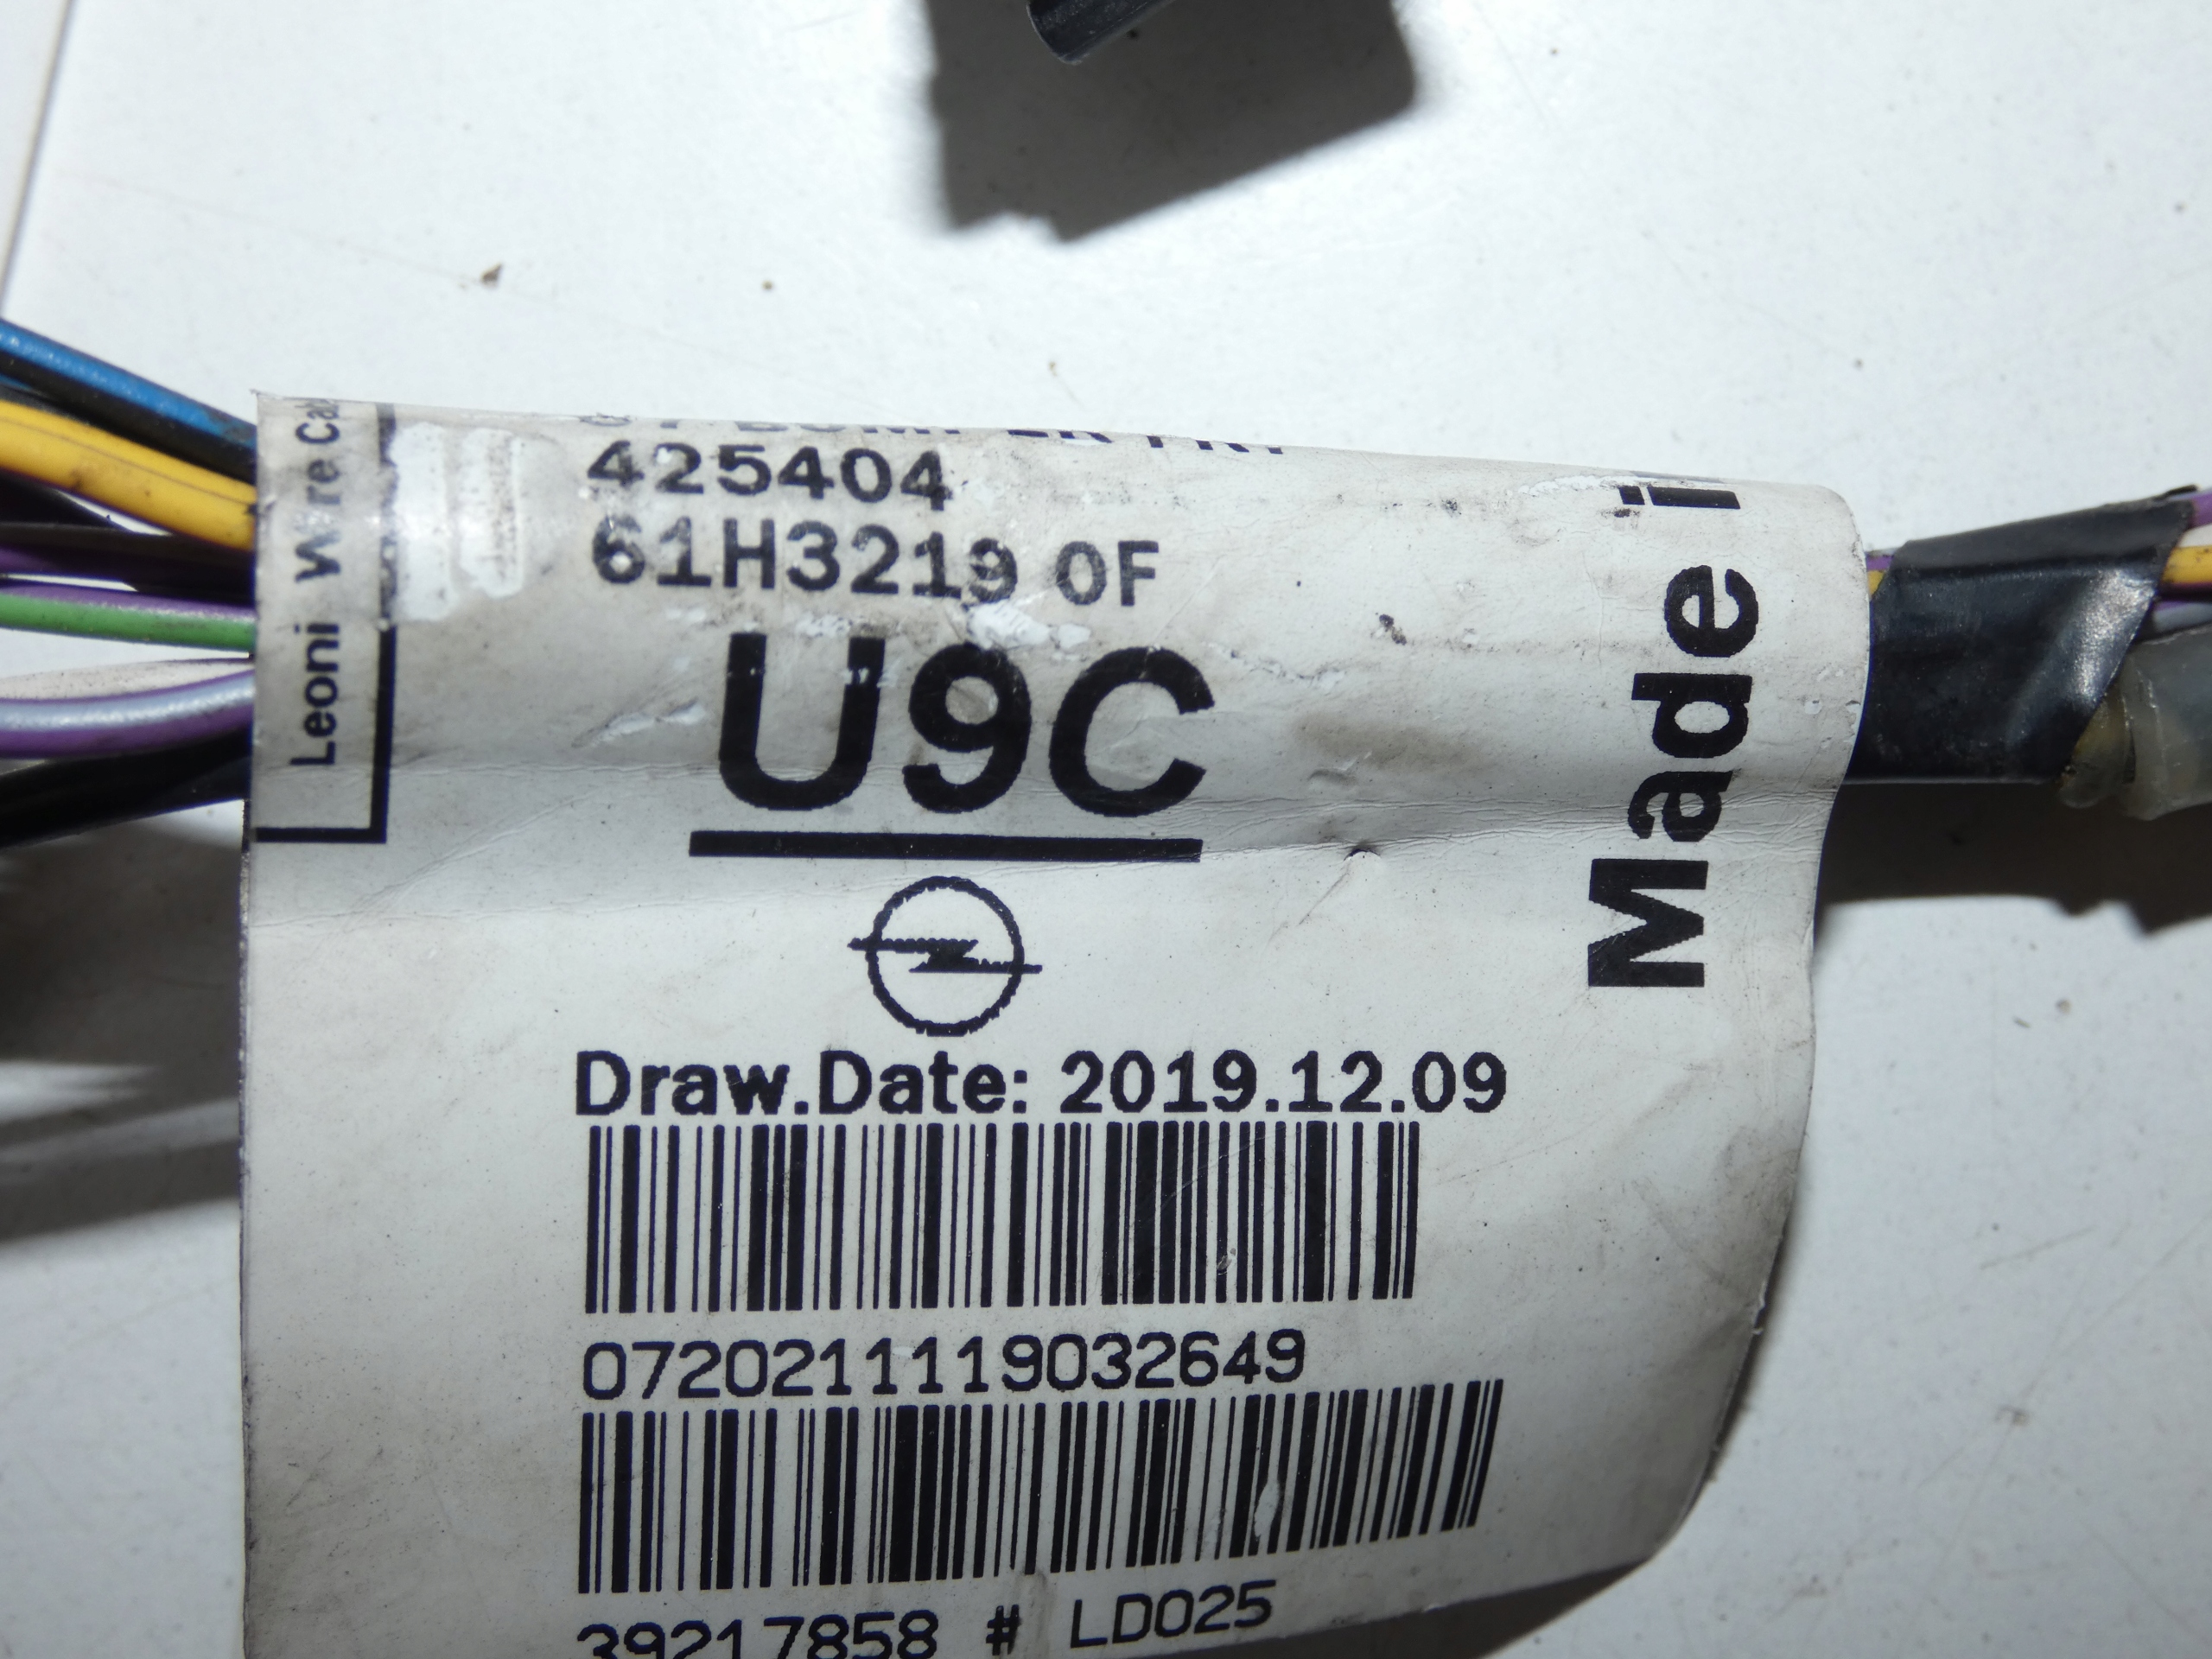 Leoni Wire
425404
61H3219 0F
U9C
Made
Draw.Date: 2019.12.09
0720211119032649
39217858 # LD025